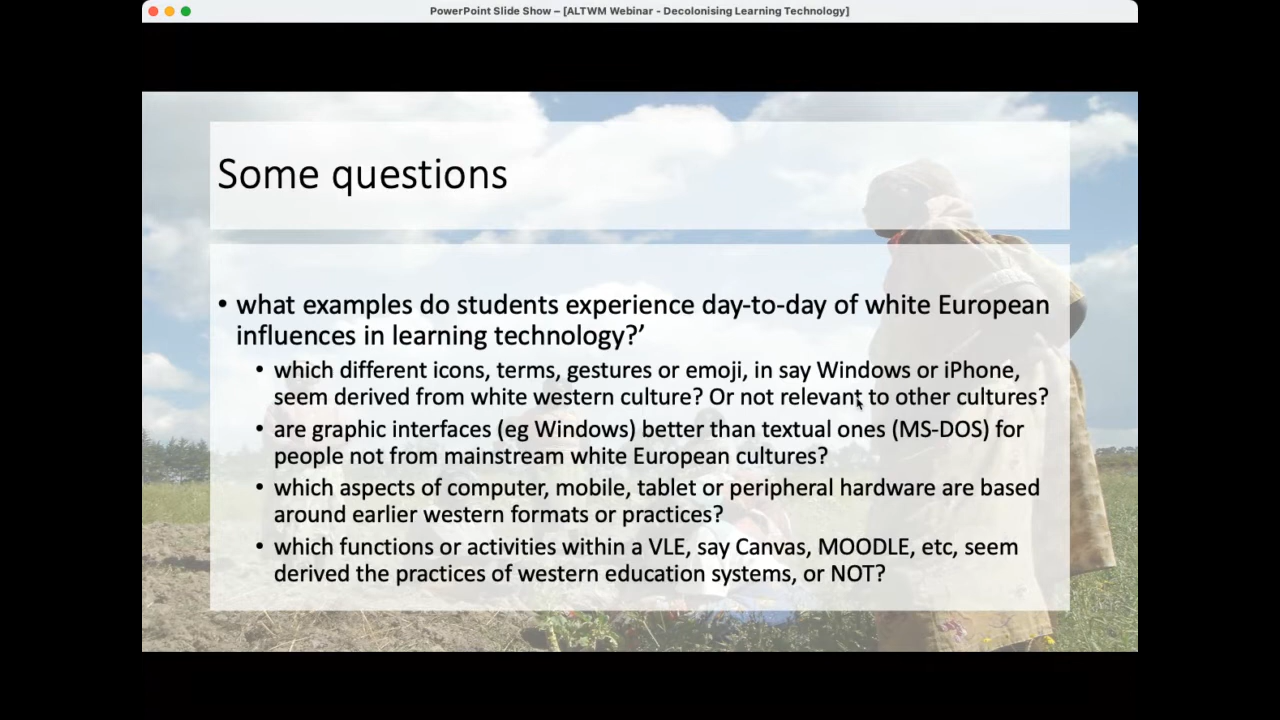 PowerPoint Slide Show – [ALTWM Webinar - Decolonising Learning Technology]
Some questions
• what examples do students experience day-to-day of white European
influences in learning technology?’
• which different icons, terms, gestures or emoji, in say Windows or iPhone,
seem derived from white western culture? Or not relevant to other cultures?
• are graphic interfaces (eg Windows) better than textual ones (MS-DOS) for
people not from mainstream white European cultures?
• which aspects of computer, mobile, tablet or peripheral hardware are based
around earlier western formats or practices?
• which functions or activities within a VLE, say Canvas, MOODLE, etc, seem
derived the practices of western education systems, or NOT?